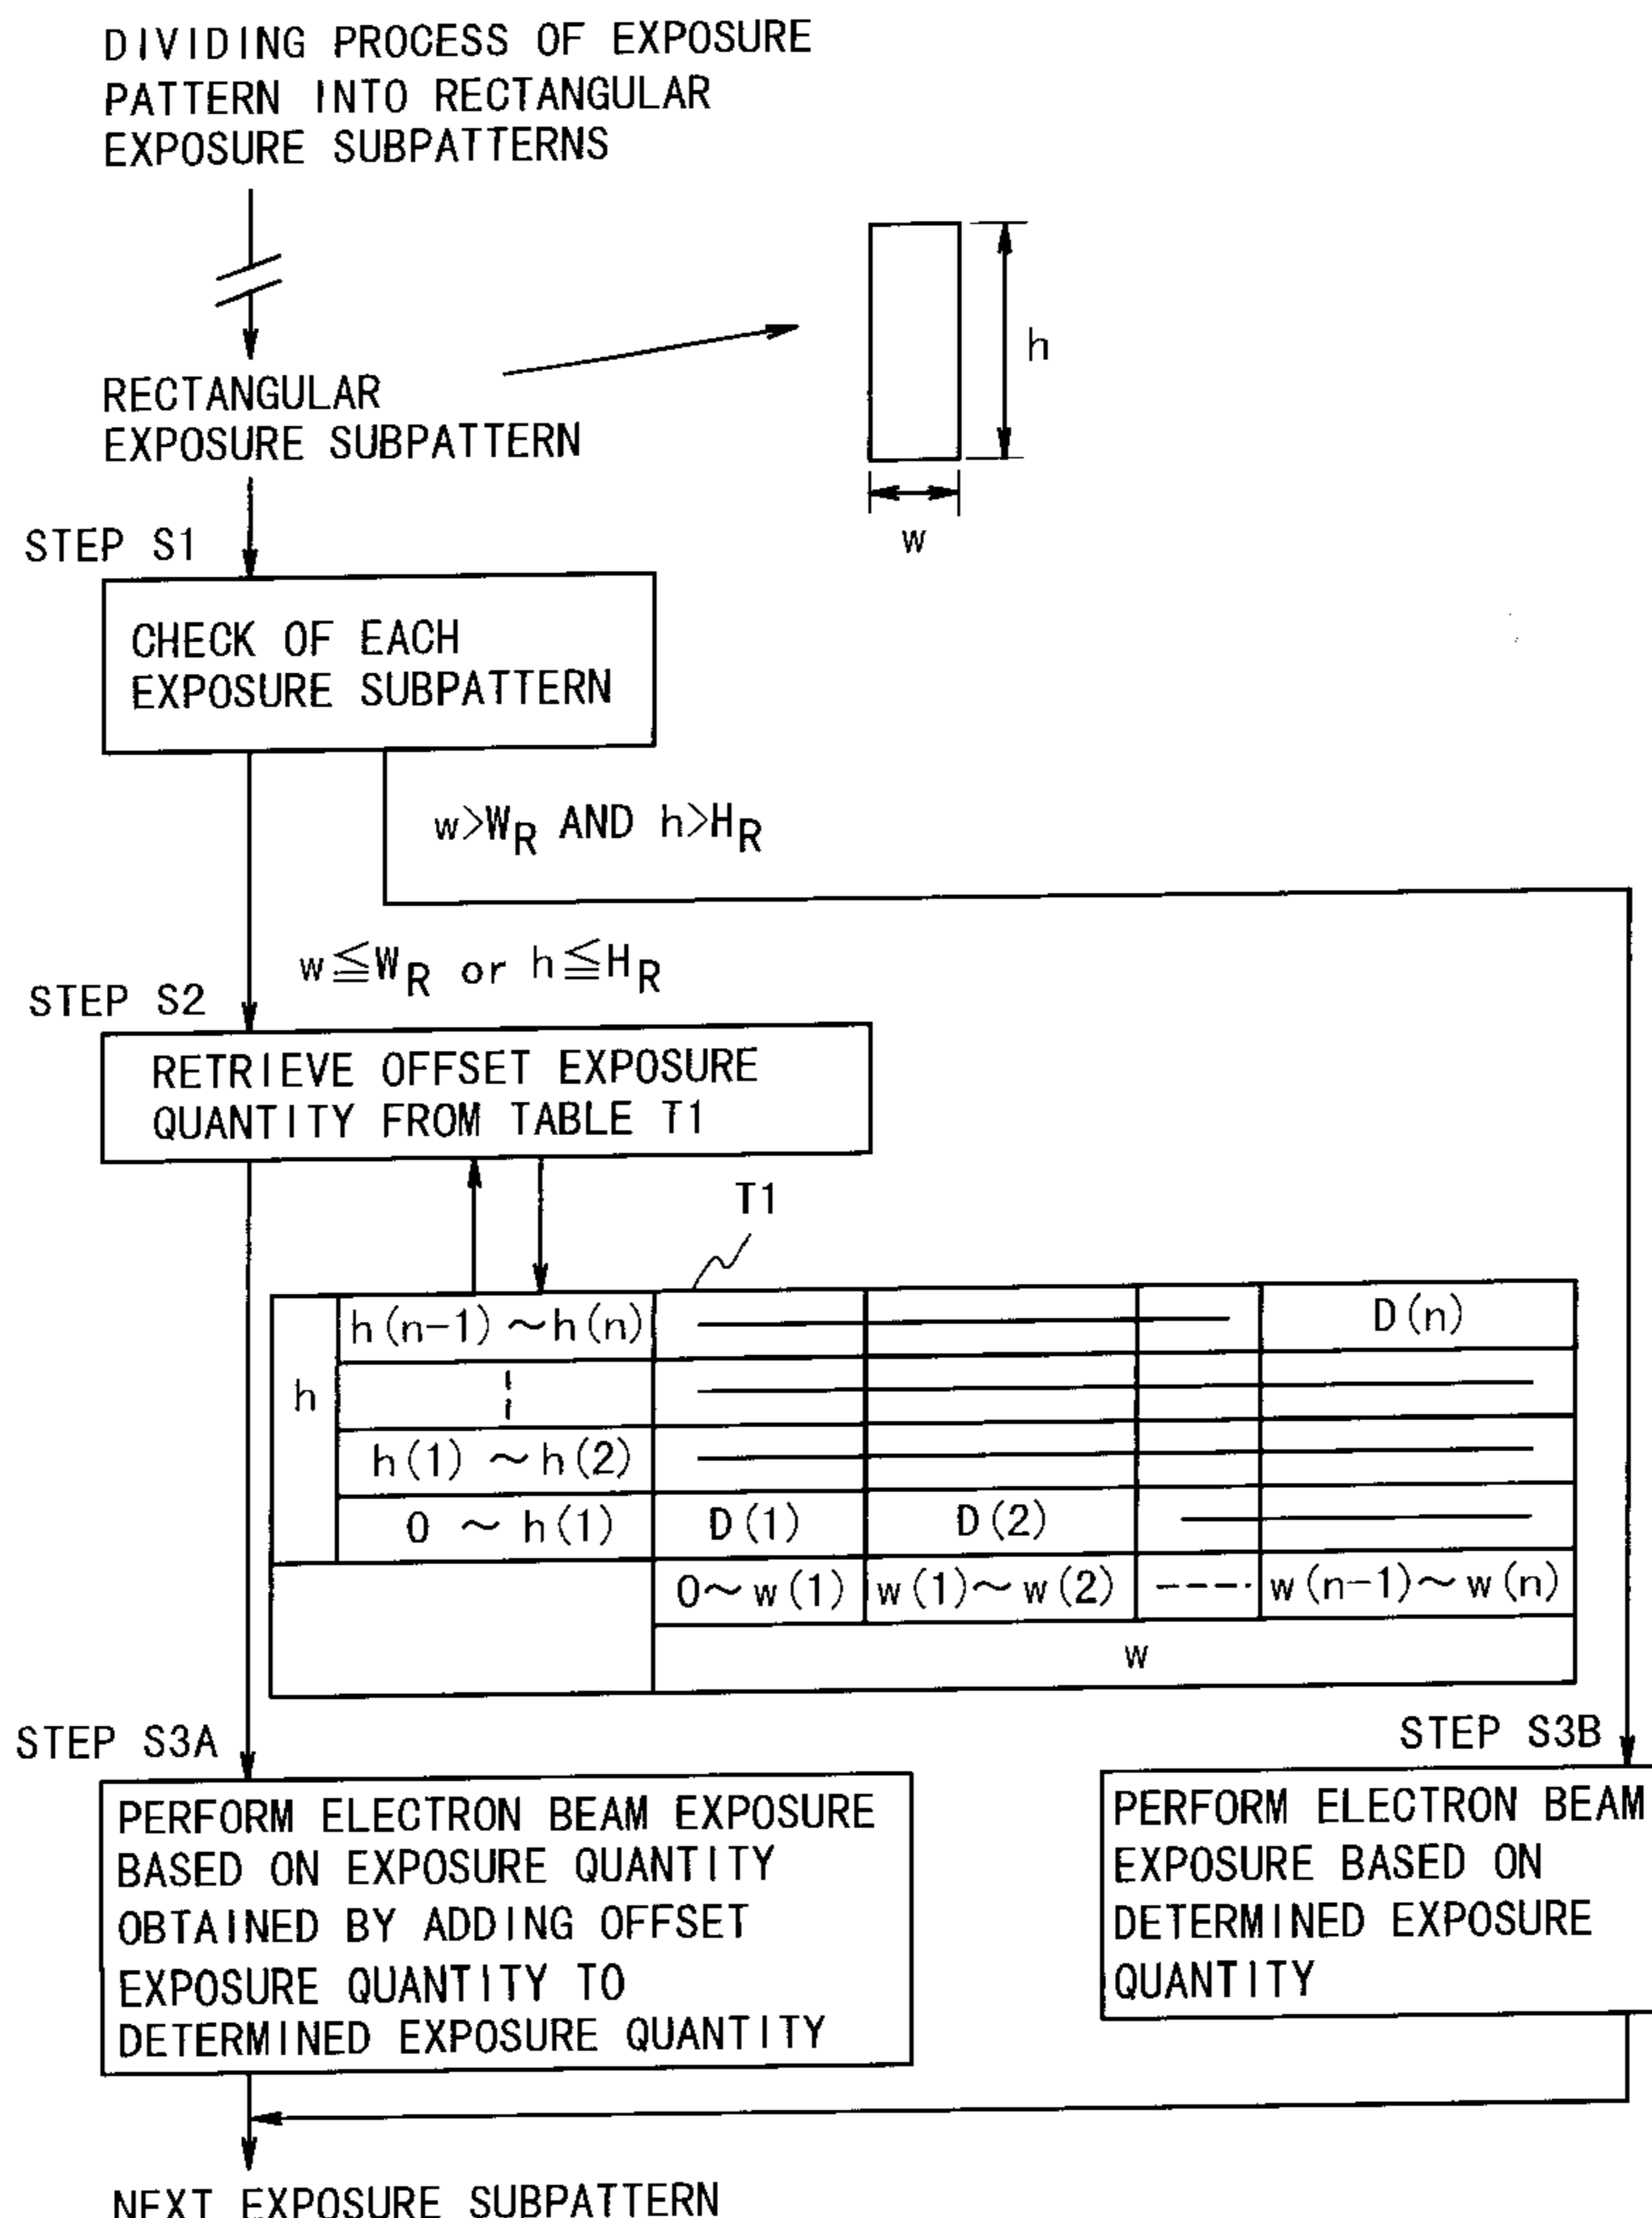 DIVIDING PROCESS OF EXPOSURE
PATTERN INTO RECTANGULAR
EXPOSURE SUBPATTERNS
h
RECTANGULAR
EXPOSURE SUBPATTERN
w
STEP S1
CHECK OF EACH
EXPOSURE SUBPATTERN
w>WR AND h>HR
w≦WR or h≦HR
STEP S2
RETRIEVE OFFSET EXPOSURE
QUANTITY FROM TABLE T1
T1
h
h(n-1) ~h(n) D(n)
h(1) ~h(2)
0 ~ h(1) D(1) D(2)
0~w(1) w(1)~w(2) ---- w(n-1)~w(n)
w
STEP S3A
PERFORM ELECTRON BEAM EXPOSURE
BASED ON EXPOSURE QUANTITY
OBTAINED BY ADDING OFFSET
EXPOSURE QUANTITY TO
DETERMINED EXPOSURE QUANTITY
STEP S3B
PERFORM ELECTRON BEAM
EXPOSURE BASED ON
DETERMINED EXPOSURE
QUANTITY
NEXT EXPOSURE SUBPATTERN